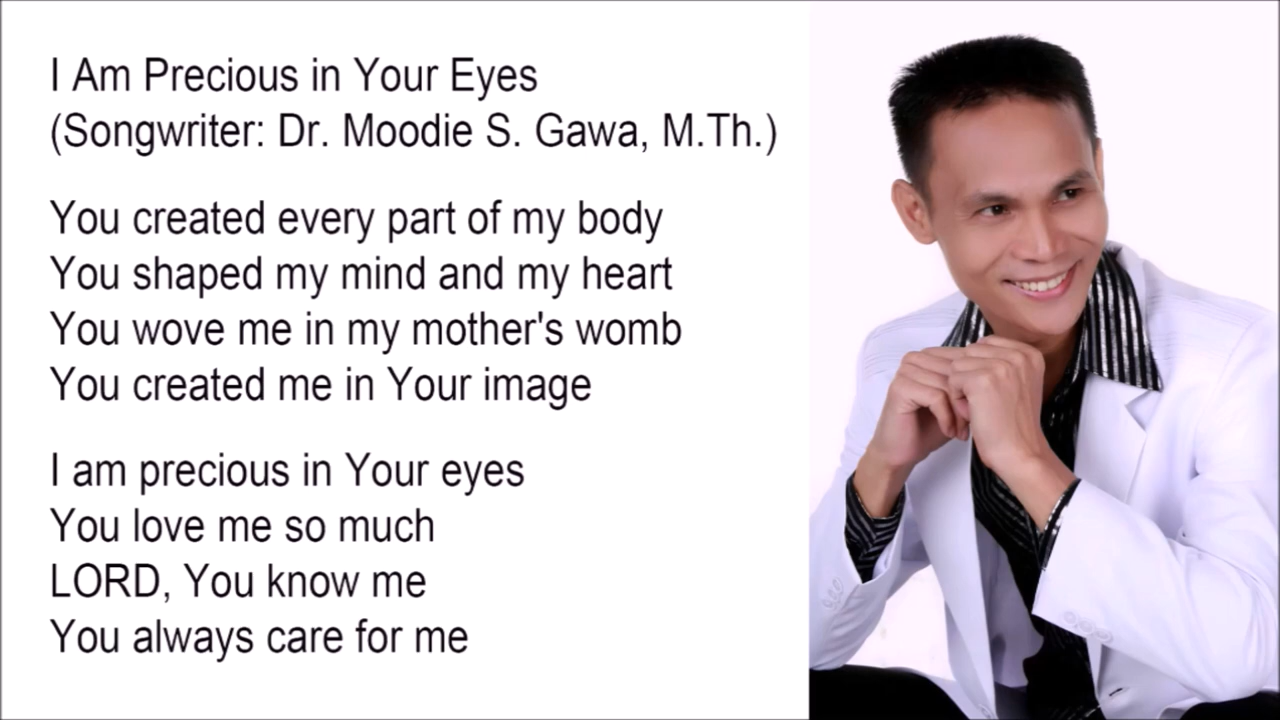 I Am Precious in Your Eyes
(Songwriter: Dr. Moodie S. Gawa, M.Th.)
You created every part of my body
You shaped my mind and my heart
You wove me in my mother's womb
You created me in Your image
I am precious in Your eyes
You love me so much
LORD, You know me
You always care for me